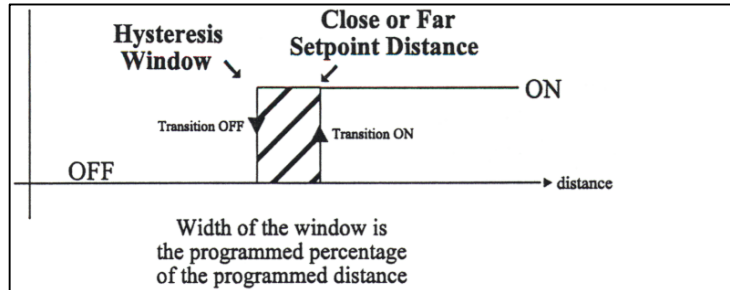 Hysteresis
Window
Close or Far
Setpoint Distance
ON
Transition OFF
Transition ON
OFF
distance
Width of the window is
the programmed percentage
of the programmed distance